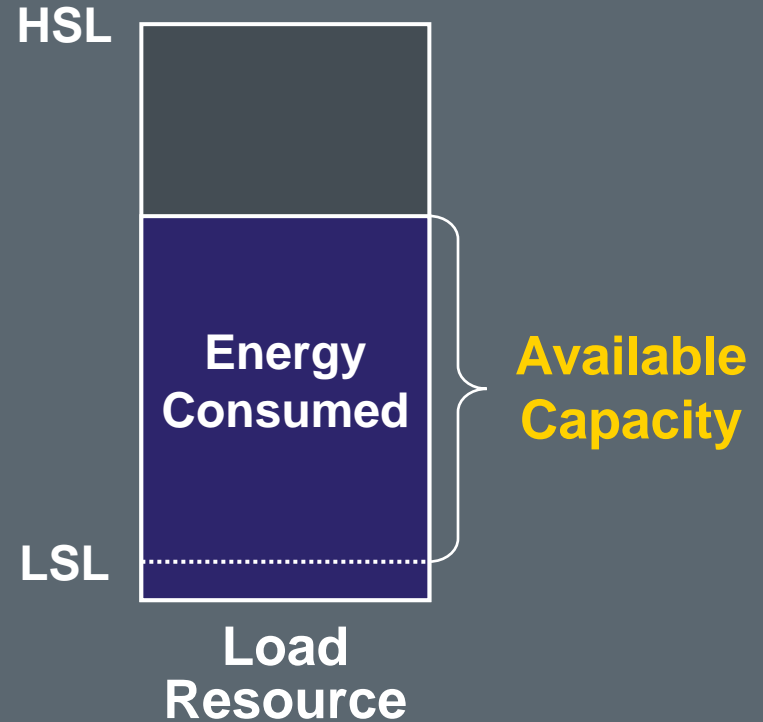 HSL
Energy
Consumed
Available
Capacity
LSL
Load
Resource